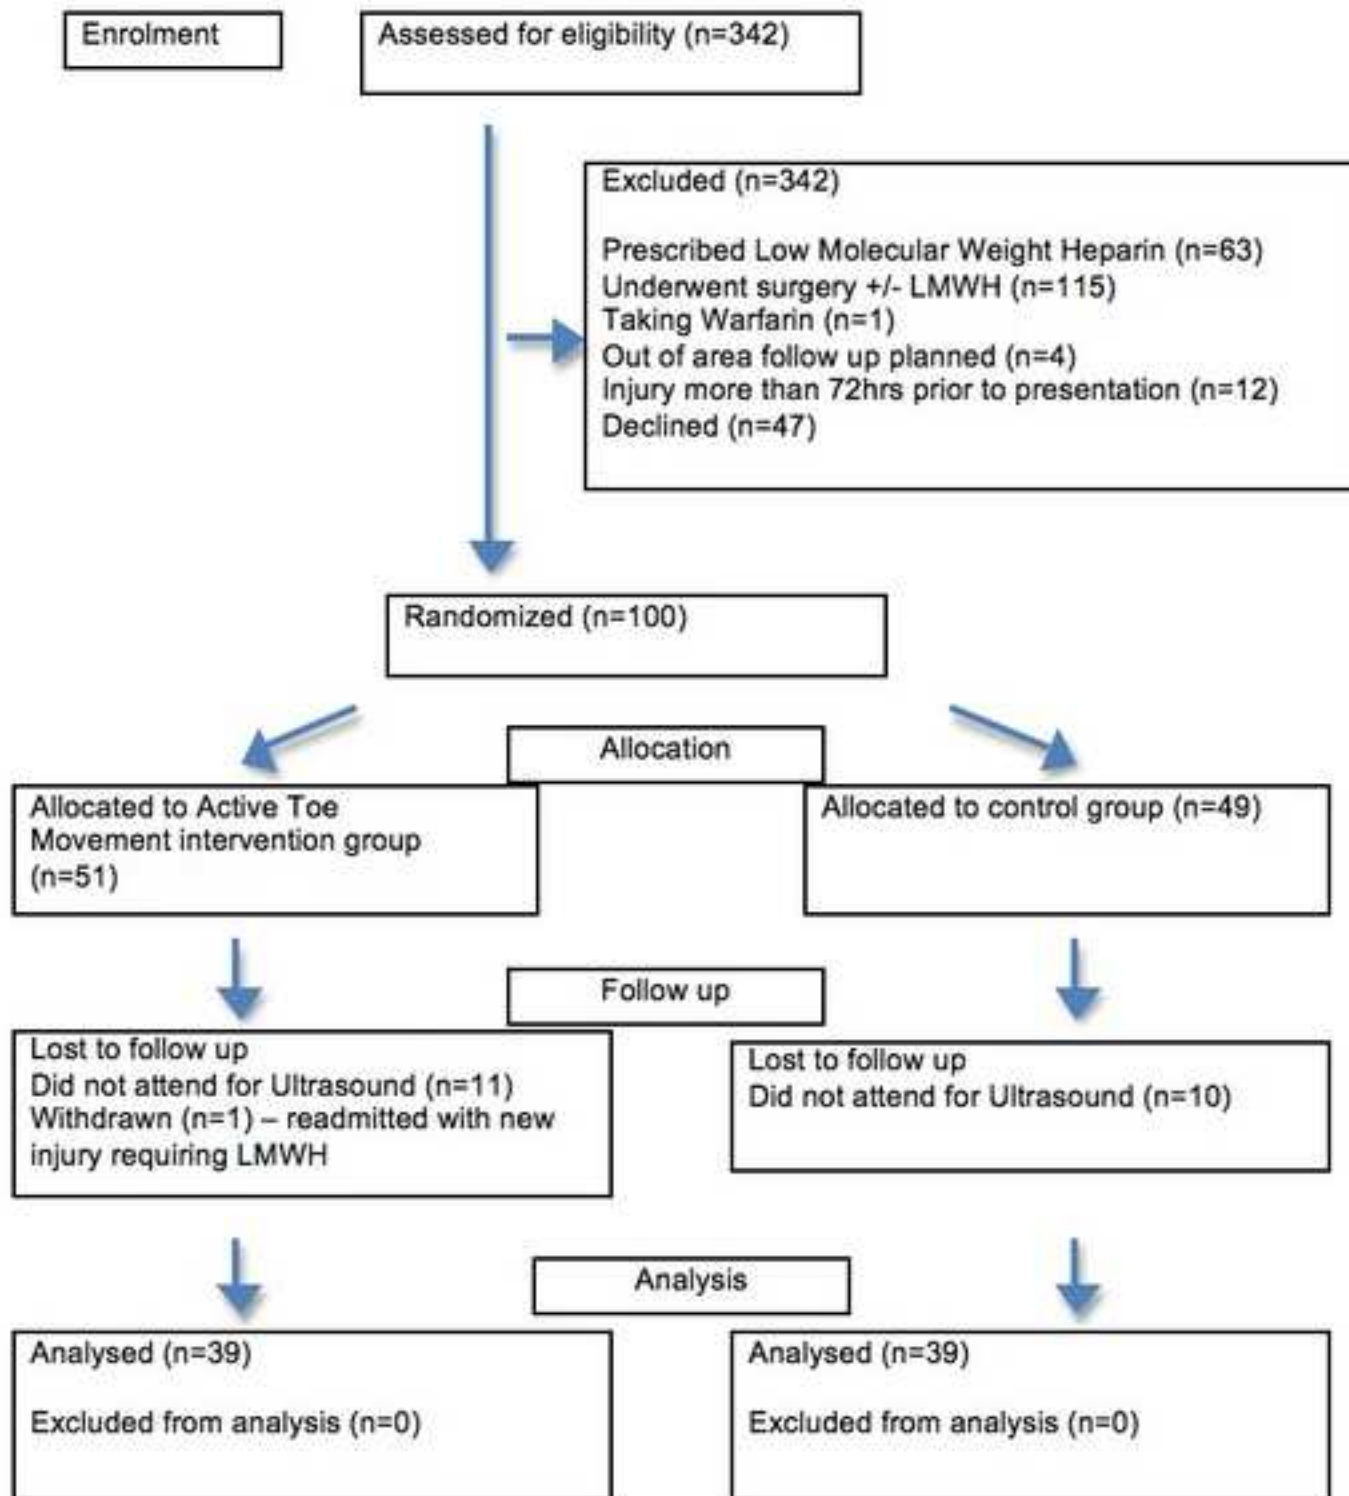 Enrolment
Assessed for eligibility (n=342)
Excluded (n=342)
Prescribed Low Molecular Weight Heparin (n=63)
Underwent surgery +/- LMWH (n=115)
Taking Warfarin (n=1)
Out of area follow up planned (n=4)
Injury more than 72hrs prior to presentation (n=12)
Declined (n=47)
Randomized (n=100)
Allocation
Allocated to Active Toe
Movement intervention group
(n=51)
Allocated to control group (n=49)
Follow up
Lost to follow up
Did not attend for Ultrasound (n=11)
Withdrawn (n=1) – readmitted with new
injury requiring LMWH
Lost to follow up
Did not attend for Ultrasound (n=10)
Analysis
Analysed (n=39)
Excluded from analysis (n=0)
Analysed (n=39)
Excluded from analysis (n=0)